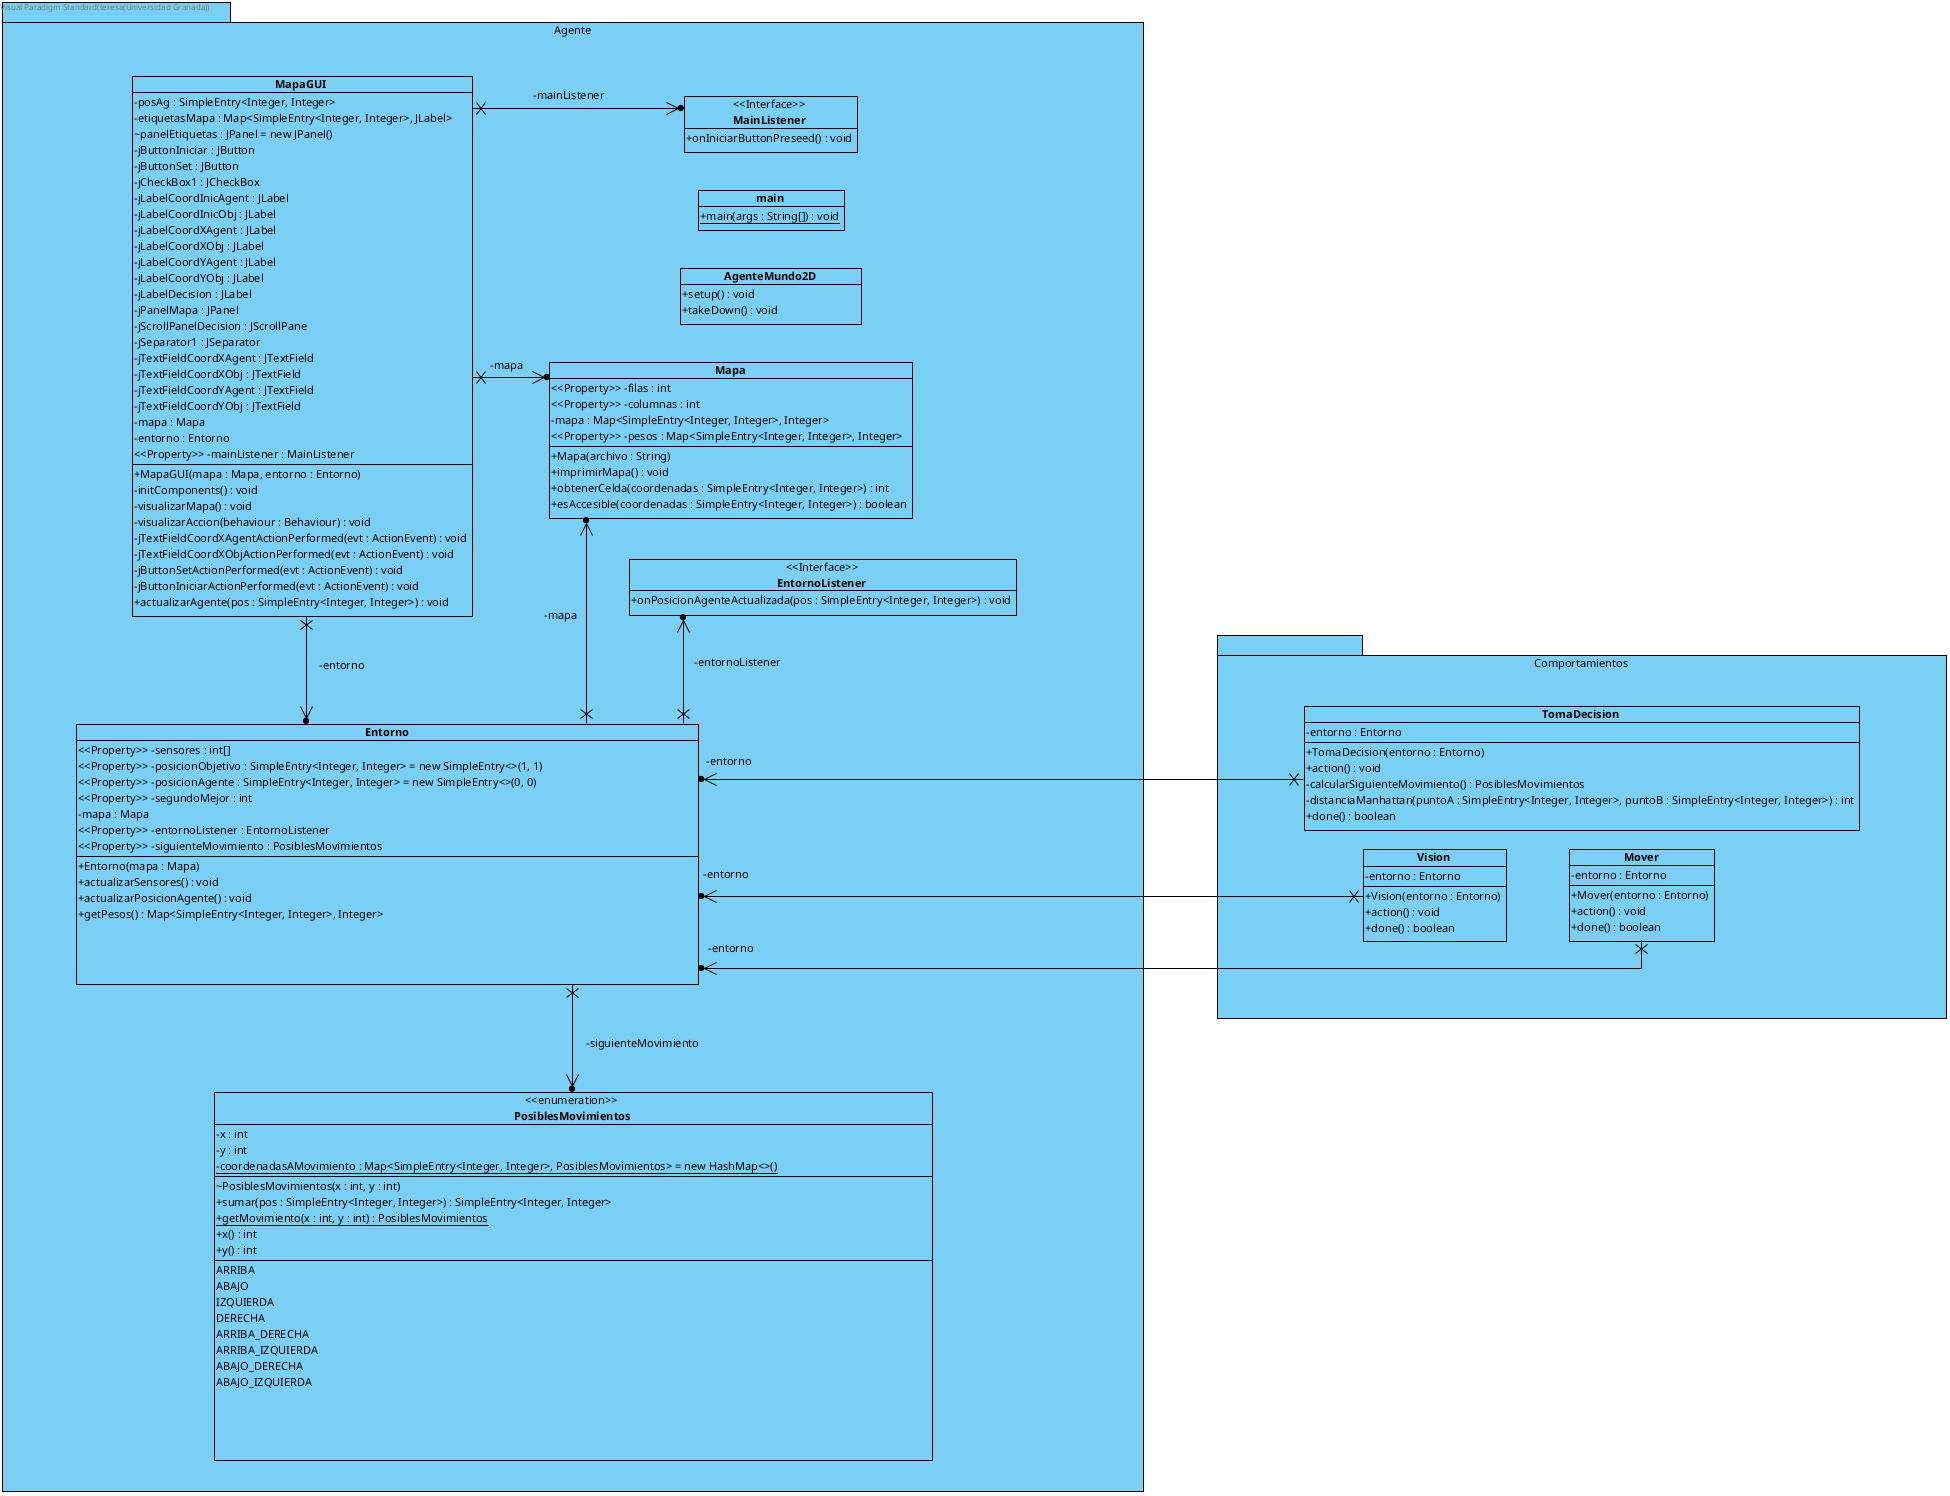 Visual Paradigm Standard(teresa(Universidad Granada))
Agente
MapaGUI
-posAg : SimpleEntry<Integer, Integer>
-etiquetasMapa : Map<SimpleEntry<Integer, Integer>, JLabel>
~panelEtiquetas : JPanel = new JPanel()
-jButtonIniciar : JButton
-jButtonSet : JButton
-jCheckBox1 : JCheckBox
-jLabelCoordInicAgent : JLabel
-jLabelCoordInicObj : JLabel
-jLabelCoordXAgent : JLabel
-jLabelCoordXObj : JLabel
-jLabelCoordYAgent : JLabel
-jLabelCoordYObj : JLabel
-jLabelDecision : JLabel
-jPanelMapa : JPanel
-jScrollPanelDecision : JScrollPane
-jSeparator1 : JSeparator
-jTextFieldCoordXAgent : JTextField
-jTextFieldCoordXObj : JTextField
-jTextFieldCoordYAgent : JTextField
-jTextFieldCoordYObj : JTextField
-mapa : Mapa
-entorno : Entorno
<<Property>> -mainListener : MainListener
+MapaGUI(mapa : Mapa, entorno : Entorno)
-initComponents() : void
-visualizarMapa() : void
-visualizarAccion(behaviour : Behaviour) : void
-jTextFieldCoordXAgentActionPerformed(evt : ActionEvent) : void
-jTextFieldCoordXObjActionPerformed(evt : ActionEvent) : void
-jButtonSetActionPerformed(evt : ActionEvent) : void
-jButtonIniciarActionPerformed(evt : ActionEvent) : void
+actualizarAgente(pos : SimpleEntry<Integer, Integer>) : void
-mainListener
<<Interface>>
MainListener
+onIniciarButtonPreseed() : void
main
+main(args : String[]) : void
AgenteMundo2D
+setup() : void
+takeDown() : void
-mapa
Mapa
<<Property>> -filas : int
<<Property>> -columnas : int
-mapa : Map<SimpleEntry<Integer, Integer>, Integer>
<<Property>> -pesos : Map<SimpleEntry<Integer, Integer>, Integer>
+Mapa(archivo : String)
+imprimirMapa() : void
+obtenerCelda(coordenadas : SimpleEntry<Integer, Integer>) : int
+esAccesible(coordenadas : SimpleEntry<Integer, Integer>) : boolean
<<Interface>>
EntornoListener
+onPosicionAgenteActualizada(pos : SimpleEntry<Integer, Integer>) : void
-mapa
-entorno
-entornoListener
Entorno
<<Property>> -sensores : int[]
<<Property>> -posicionObjetivo : SimpleEntry<Integer, Integer> = new SimpleEntry<>(1, 1)
<<Property>> -posicionAgente : SimpleEntry<Integer, Integer> = new SimpleEntry<>(0, 0)
<<Property>> -segundoMejor : int
-mapa : Mapa
<<Property>> -entornoListener : EntornoListener
<<Property>> -siguienteMovimiento : PosiblesMovimientos
+Entorno(mapa : Mapa)
+actualizarSensores() : void
+actualizarPosicionAgente() : void
+getPesos() : Map<SimpleEntry<Integer, Integer>, Integer>
-entorno
-entorno
-entorno
Comportamientos
TomaDecision
-entorno : Entorno
+TomaDecision(entorno : Entorno)
+action() : void
-calcularSiguienteMovimiento() : PosiblesMovimientos
-distanciaManhattan(puntoA : SimpleEntry<Integer, Integer>, puntoB : SimpleEntry<Integer, Integer>) : int
+done() : boolean
Vision
-entorno : Entorno
+Vision(entorno : Entorno)
+action() : void
+done() : boolean
Mover
-entorno : Entorno
+Mover(entorno : Entorno)
+action() : void
+done() : boolean
-siguienteMovimiento
<<enumeration>>
PosiblesMovimientos
-x : int
-y : int
-coordenadasAMovimiento : Map<SimpleEntry<Integer, Integer>, PosiblesMovimientos> = new HashMap<>()
~PosiblesMovimientos(x : int, y : int)
+sumar(pos : SimpleEntry<Integer, Integer>) : SimpleEntry<Integer, Integer>
+getMovimiento(x : int, y : int) : PosiblesMovimientos
+x() : int
+y() : int
ARRIBA
ABAJO
IZQUIERDA
DERECHA
ARRIBA_DERECHA
ARRIBA_IZQUIERDA
ABAJO_DERECHA
ABAJO_IZQUIERDA